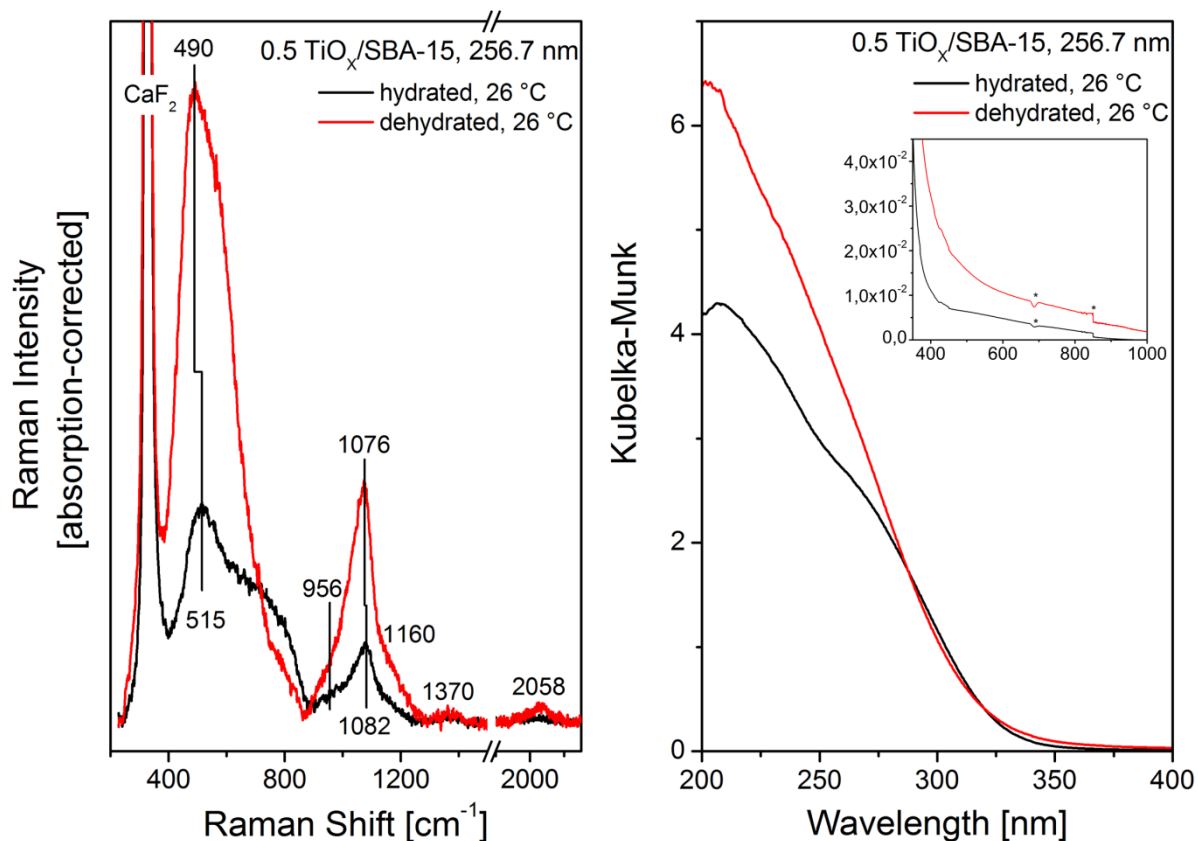 490
0.5 TiOₓ/SBA-15, 256.7 nm
hydrated, 26 °C
dehydrated, 26 °C
CaF₂
1076
956
515
1160
1082
1370
2058
400
800
1200
2000
Raman Shift [cm⁻¹]
Raman Intensity
[absorption-corrected]
0.5 TiOₓ/SBA-15, 256.7 nm
hydrated, 26 °C
dehydrated, 26 °C
6
4
2
0
4,0x10⁻²
3,0x10⁻²
2,0x10⁻²
1,0x10⁻²
0,0
*
*
*
400
600
800
1000
200
250
300
350
400
Wavelength [nm]
Kubelka-Munk